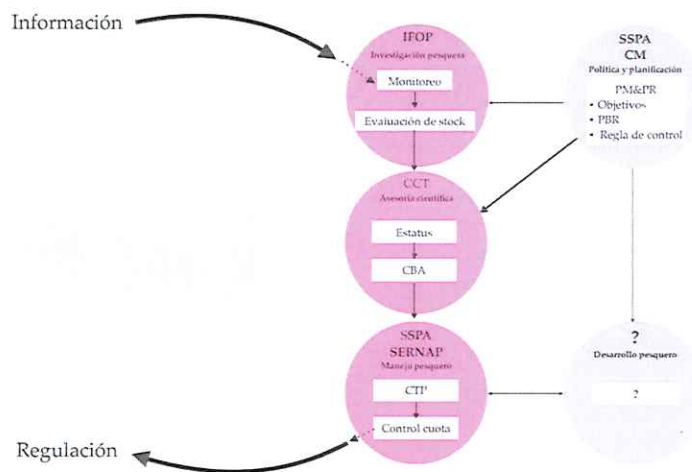 Información
IFOP
Investigación pesquera
Monitoreo
Evaluación de stock
SSPA
CM
Política y planificación
PM&PR
• Objetivos
• PBR
• Regla de control
CCT
Asesoría científica
Estatus
CBA
SSPA
SERNAP
Manejo pesquero
CTP
Control cuota
?
Desarrollo pesquero
?
Regulación